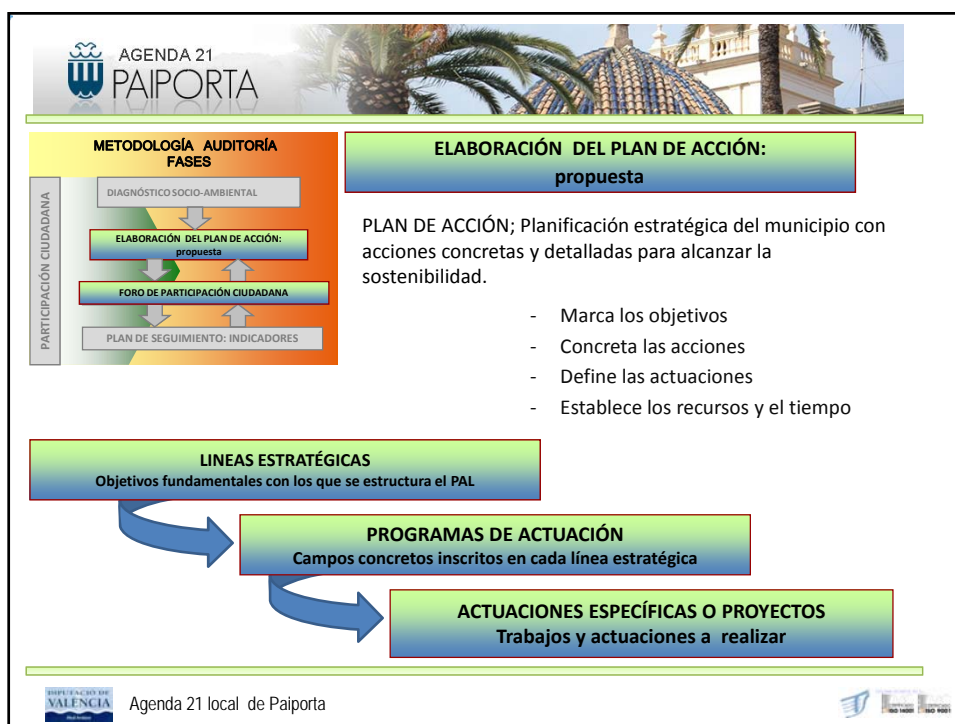 AGENDA 21
PAIPORTA
METODOLOGÍA AUDITORÍA
FASES
PARTICIPACIÓN CIUDADANA
DIAGNÓSTICO SOCIO-AMBIENTAL
ELABORACIÓN DEL PLAN DE ACCIÓN:
propuesta
FORO DE PARTICIPACIÓN CIUDADANA
PLAN DE SEGUIMIENTO: INDICADORES
ELABORACIÓN DEL PLAN DE ACCIÓN:
propuesta
PLAN DE ACCIÓN; Planificación estratégica del municipio con
acciones concretas y detalladas para alcanzar la
sostenibilidad.
- Marca los objetivos
- Concreta las acciones
- Define las actuaciones
- Establece los recursos y el tiempo
LINEAS ESTRATÉGICAS
Objetivos fundamentales con los que se estructura el PAL
PROGRAMAS DE ACTUACIÓN
Campos concretos inscritos en cada línea estratégica
ACTUACIONES ESPECÍFICAS O PROYECTOS
Trabajos y actuaciones a realizar
DIPUTACIÓ DE
VALÈNCIA
Agenda 21 local de Paiporta
ISO 14001
ISO 9001